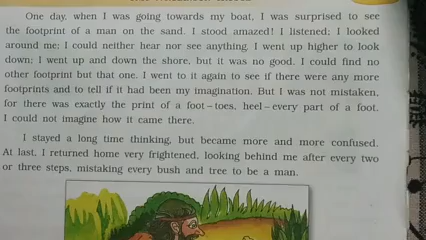 One day, when I was going towards my boat, I was surprised to see
the footprint of a man on the sand. I stood amazed! I listened; I looked
around me; I could neither hear nor see anything. I went up higher to look
down; I went up and down the shore, but it was no good. I could find no
other footprint but that one. I went to it again to see if there were any more
footprints and to tell if it had been my imagination. But I was not mistaken,
for there was exactly the print of a foot – toes, heel – every part of a foot.
I could not imagine how it came there.
I stayed a long time thinking, but became more and more confused.
At last, I returned home very frightened, looking behind me after every two
or three steps, mistaking every bush and tree to be a man.